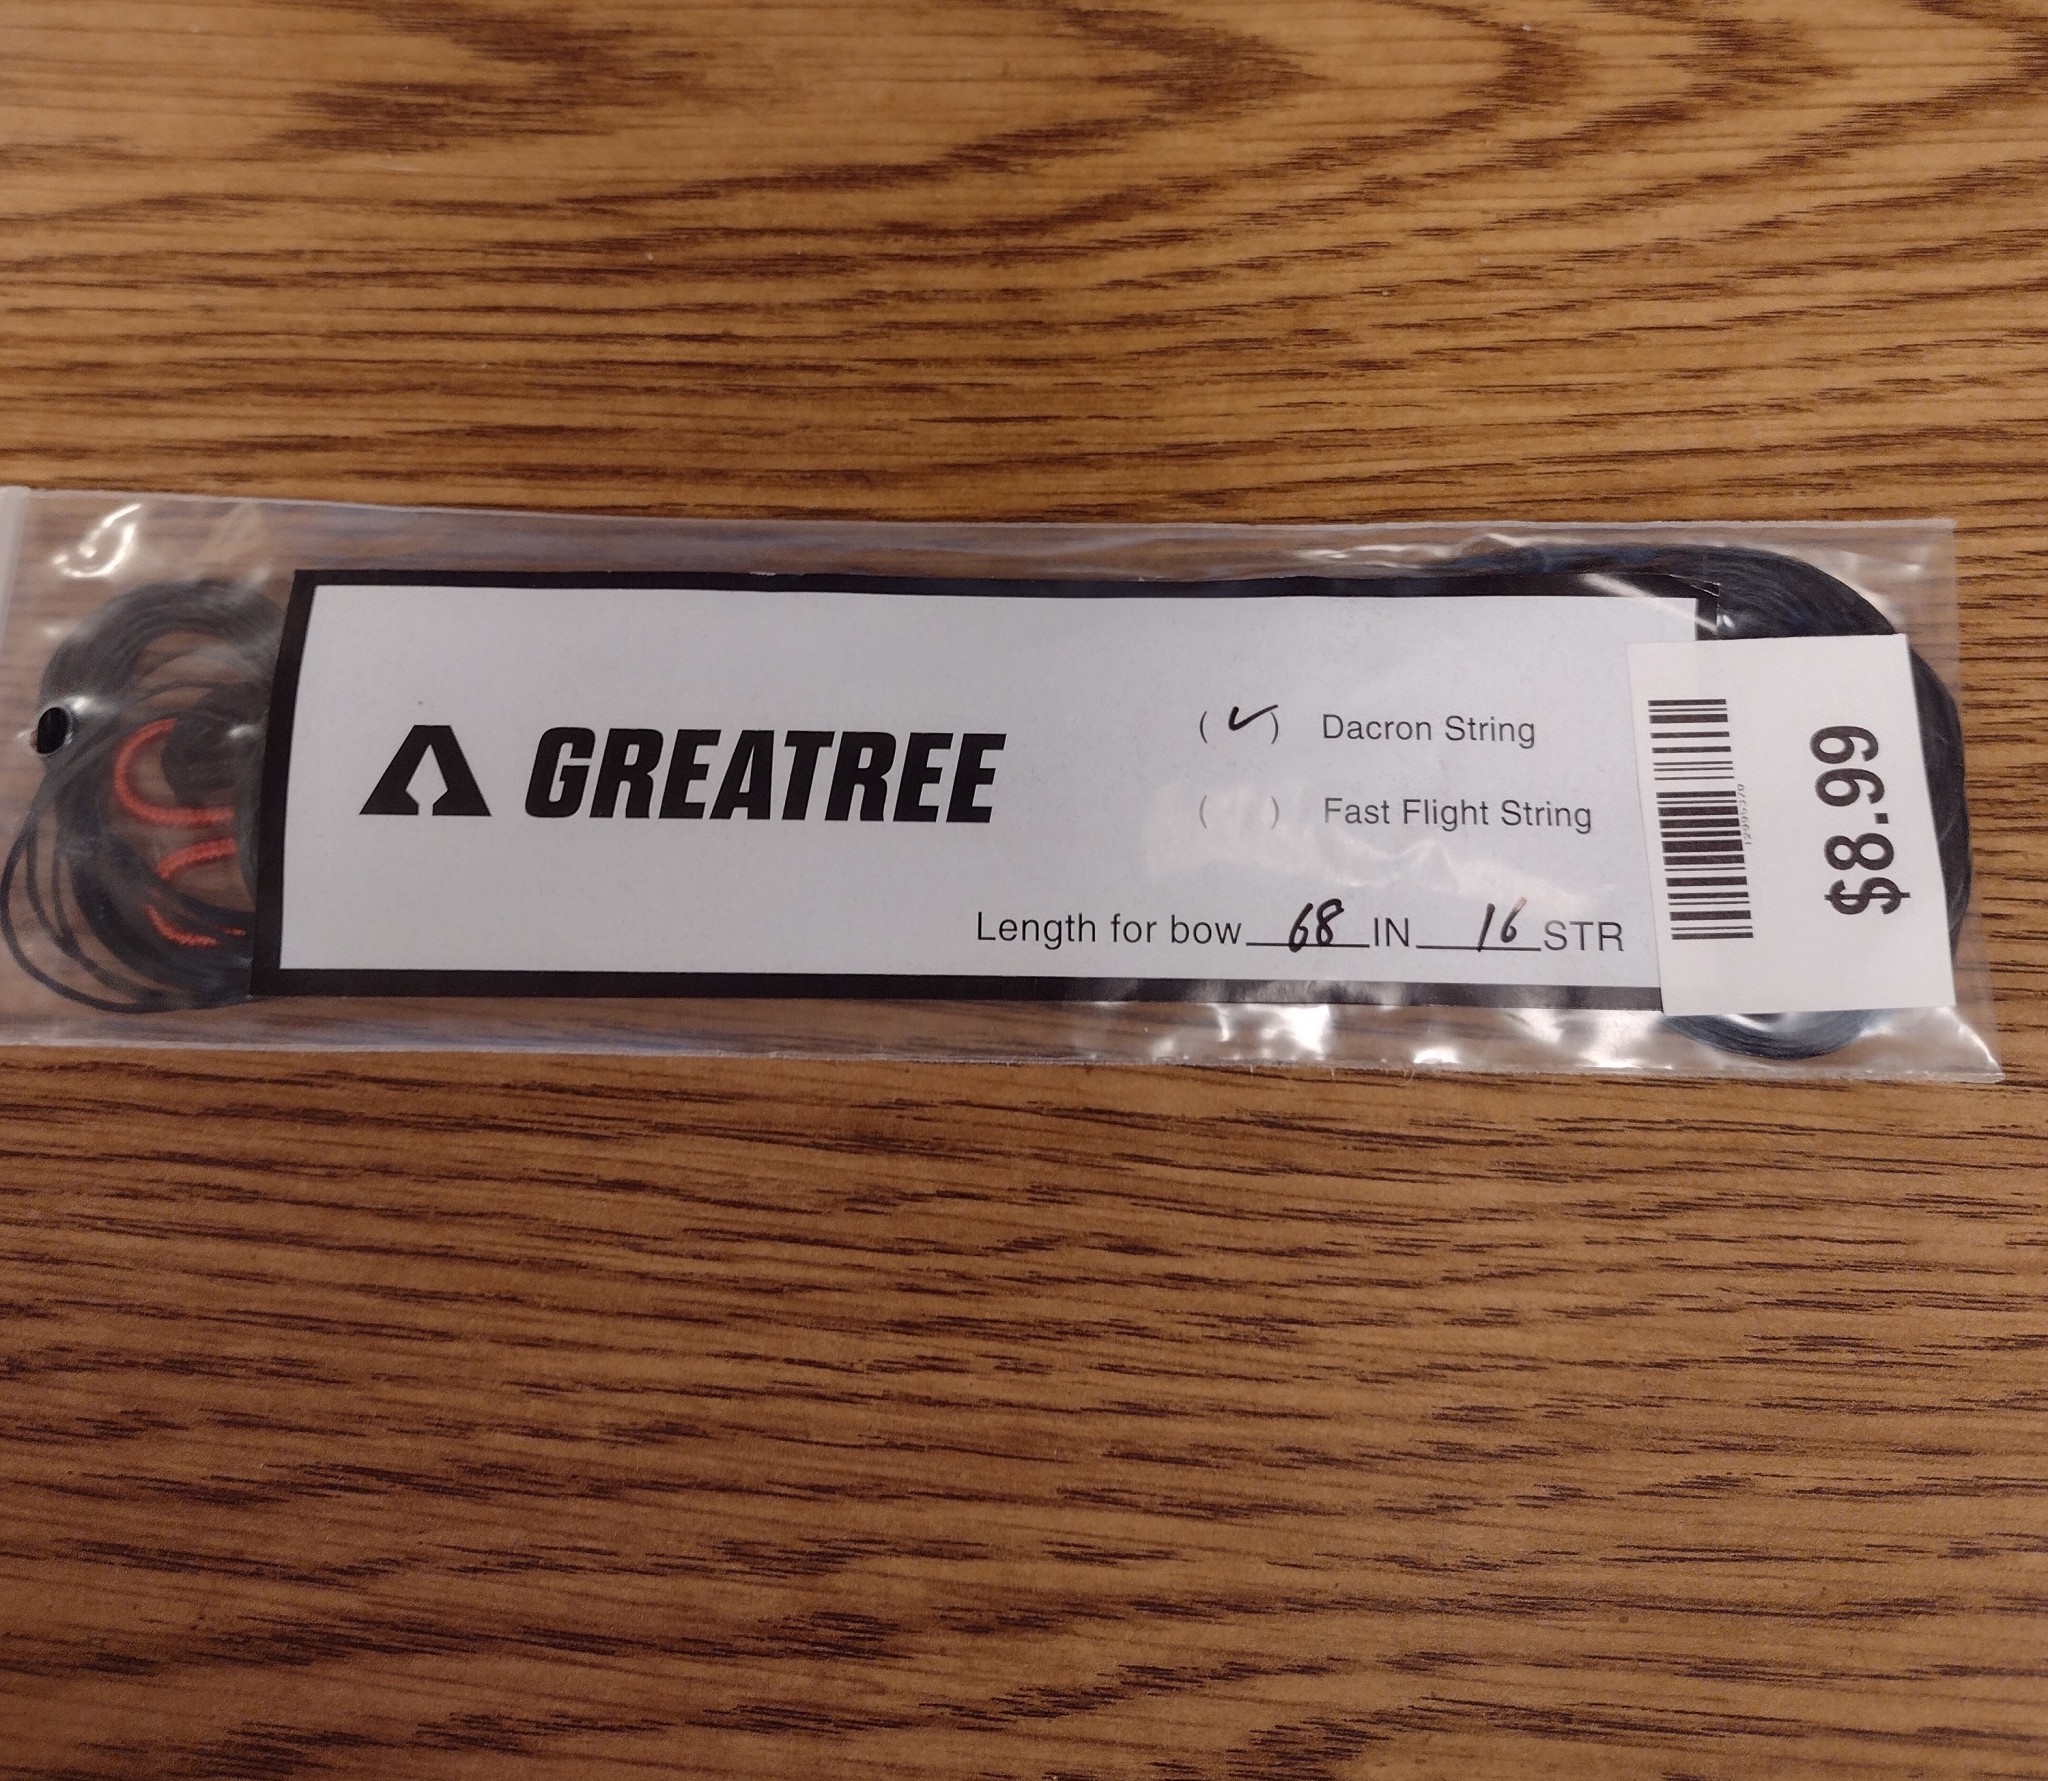 GREATREE
(✓) Dacron String
( ) Fast Flight String
Length for bow 68 IN 16 STR
$8.99